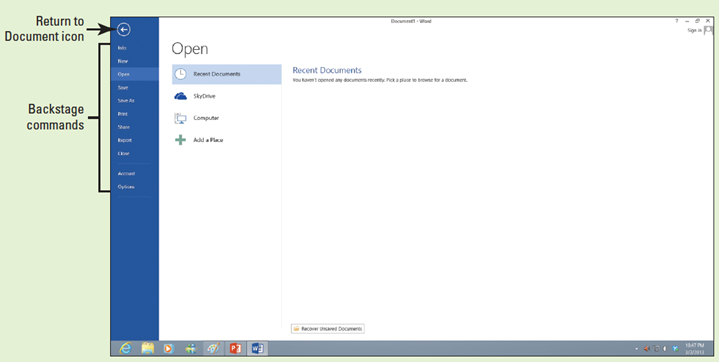 Return to
Document icon
Backstage
commands
Document1 - Word
?
Sign in
Info
New
Open
Save
Save As
Print
Share
Export
Close
Account
Options
Open
Recent Documents
SkyDrive
Computer
Add a Place
Recent Documents
You haven't opened any documents recently. Pick a place to browse for a document.
Recover Unsaved Documents
10:47 PM